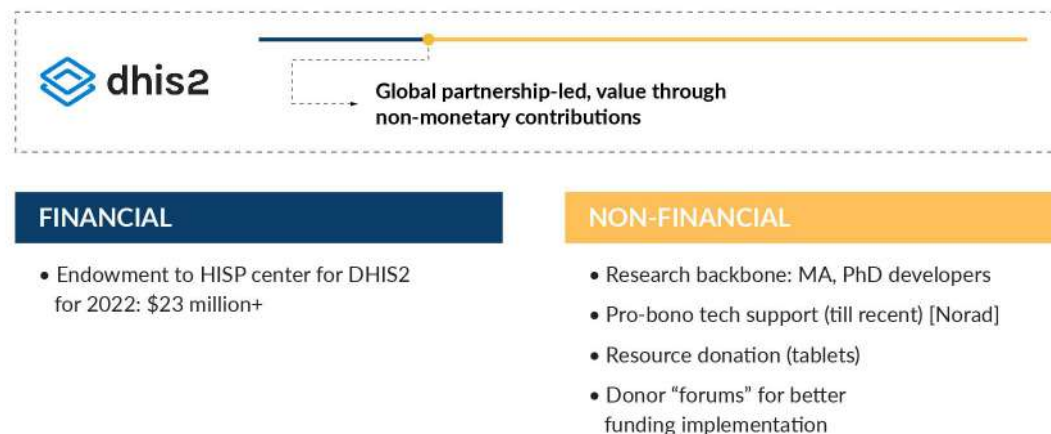 dhis2
Global partnership-led, value through
non-monetary contributions
FINANCIAL
• Endowment to HISP center for DHIS2
for 2022: $23 million+
NON-FINANCIAL
• Research backbone: MA, PhD developers
• Pro-bono tech support (till recent) [Norad]
• Resource donation (tablets)
• Donor “forums” for better
funding implementation